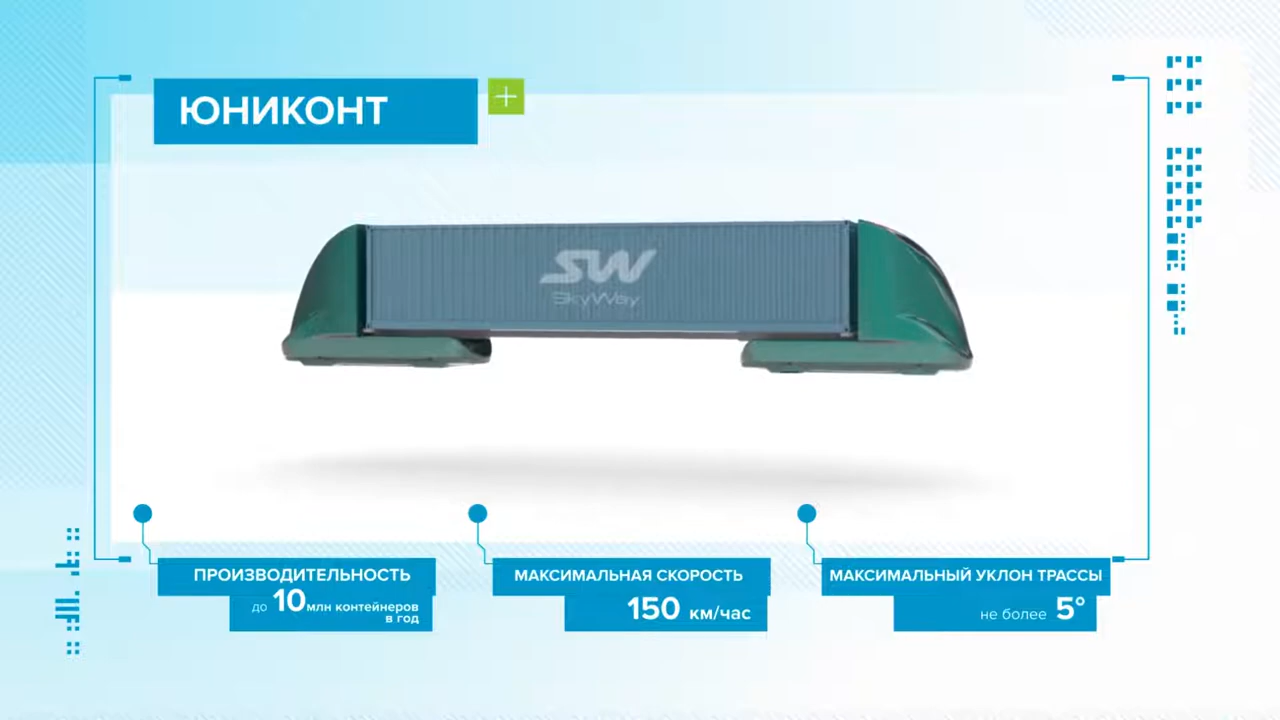 ЮНИКОНТ
SW
SkyWay
ПРОИЗВОДИТЕЛЬНОСТЬ
до 10 млн контейнеров
в год
МАКСИМАЛЬНАЯ СКОРОСТЬ
150 км/час
МАКСИМАЛЬНЫЙ УКЛОН ТРАССЫ
не более 5°